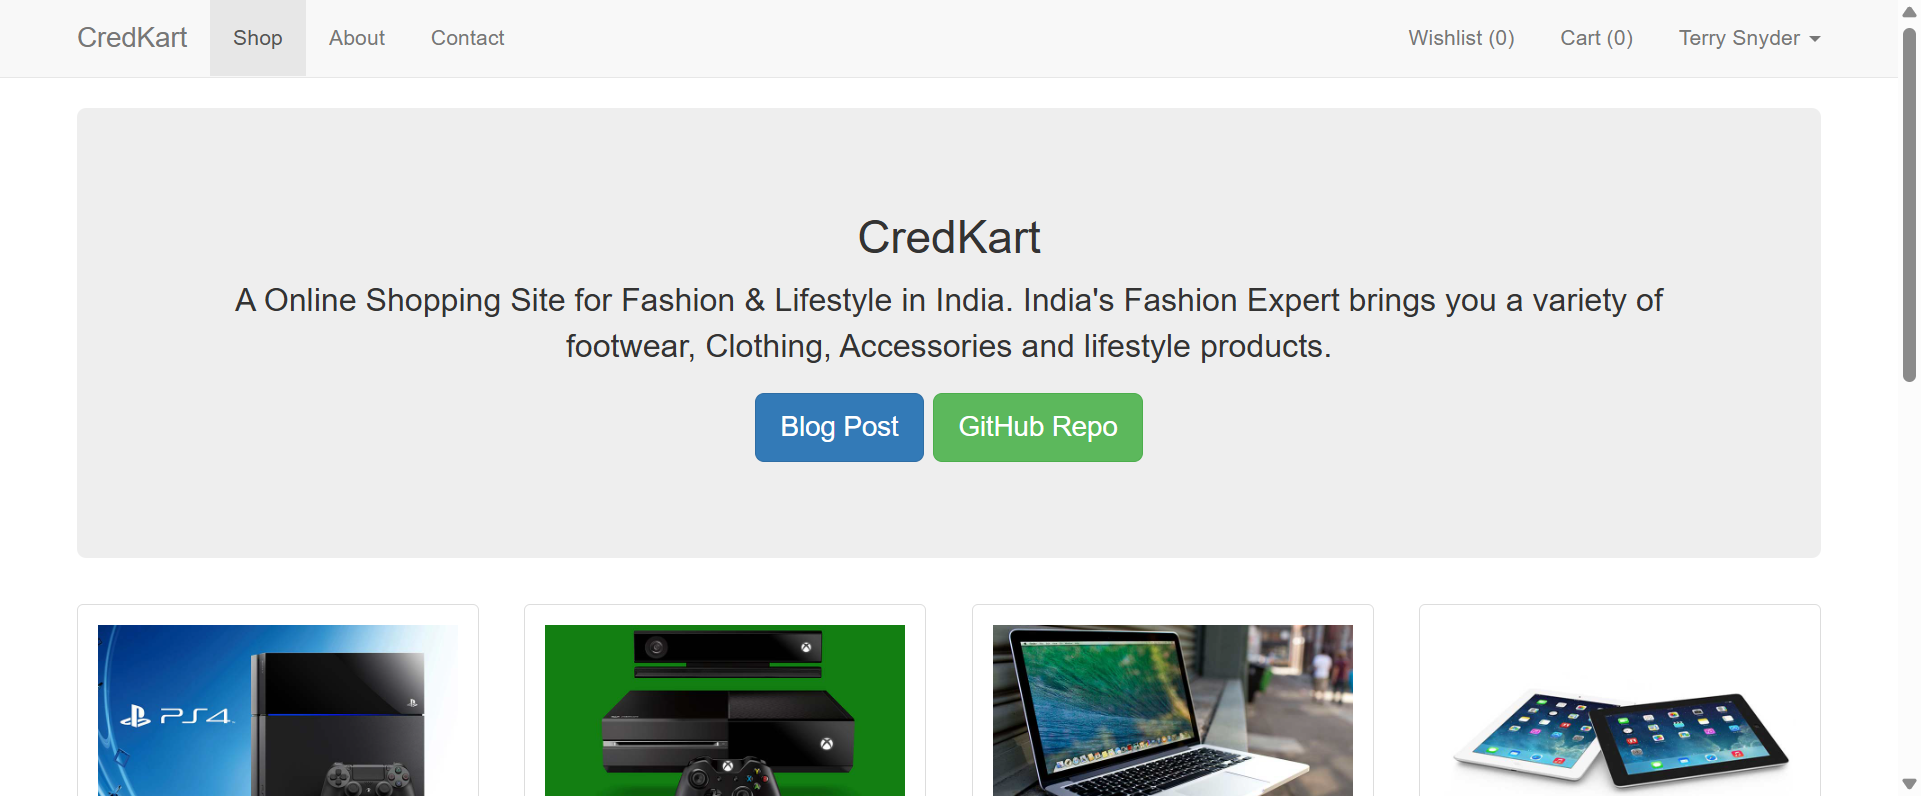 CredKart Shop About Contact Wishlist (0) Cart (0) Terry Snyder
CredKart
A Online Shopping Site for Fashion & Lifestyle in India. India's Fashion Expert brings you a variety of
footwear, Clothing, Accessories and lifestyle products.
Blog Post GitHub Repo
PS4